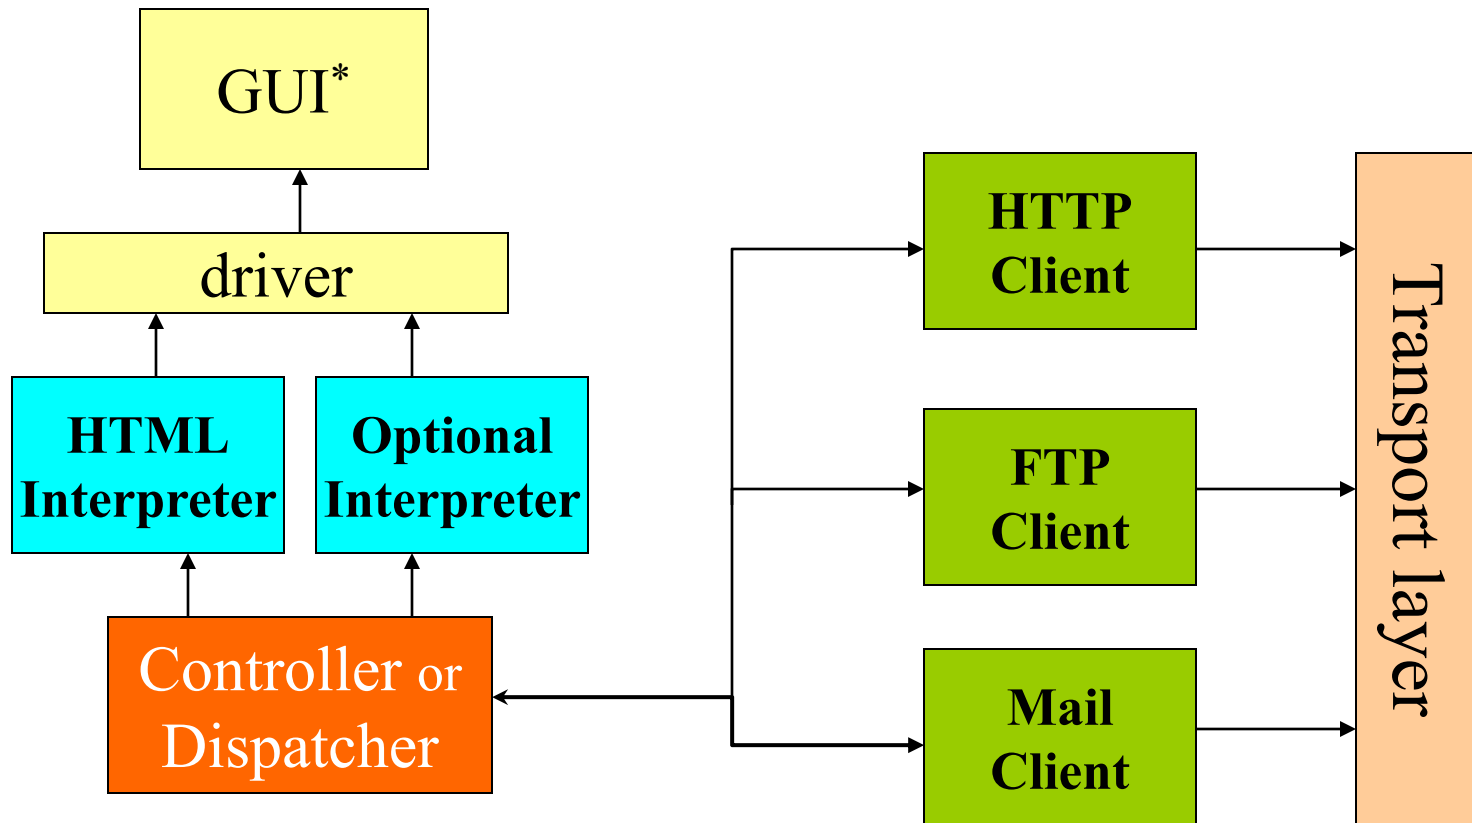 GUI*
driver
HTML
Interpreter
Optional
Interpreter
Controller or
Dispatcher
HTTP
Client
FTP
Client
Mail
Client
Transport layer